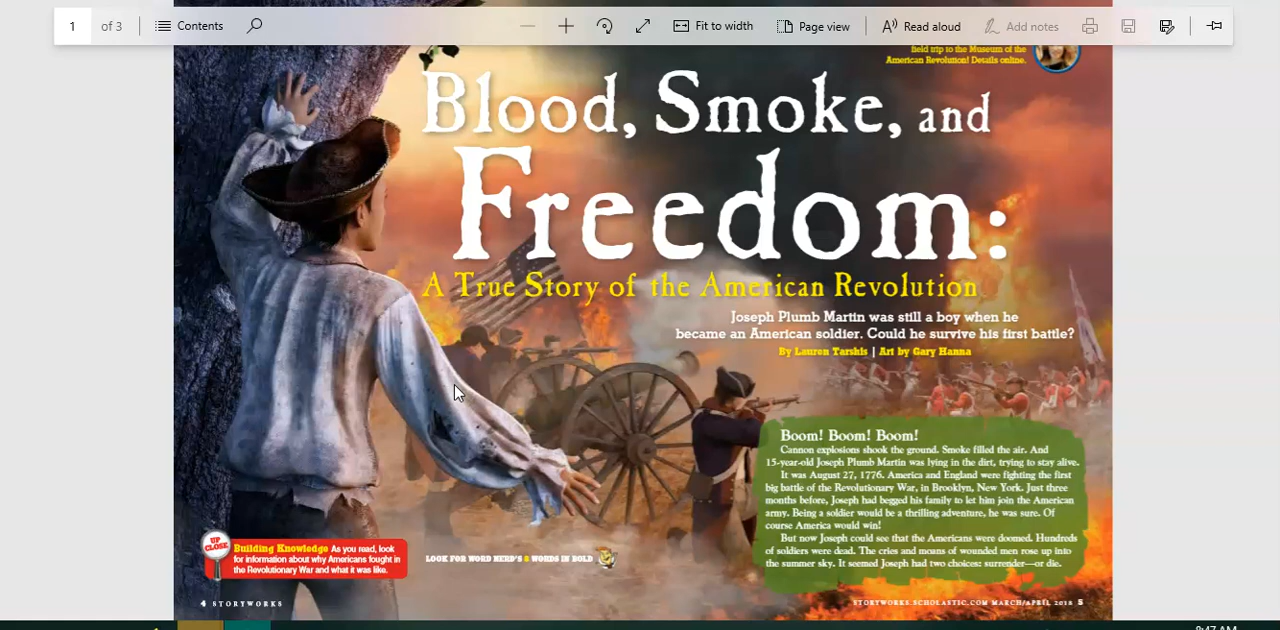 1 of 3 Contents Fit to width Page view Read aloud Add notes
field trip to the Museum of the
American Revolution! Details online.
Blood, Smoke, and
Freedom:
A True Story of the American Revolution
Joseph Plumb Martin was still a boy when he
became an American soldier. Could he survive his first battle?
By Lauren Tarshis | Art by Gary Hanna
Boom! Boom! Boom!
Cannon explosions shook the ground. Smoke filled the air. And
15-year-old Joseph Plumb Martin was lying in the dirt, trying to stay alive.
It was August 27, 1776. America and England were fighting the first
big battle of the Revolutionary War, in Brooklyn, New York. Just three
months before, Joseph had begged his family to let him join the American
army. Being a soldier would be a thrilling adventure, he was sure. Of
course America would win!
But now Joseph could see that the Americans were doomed. Hundreds
of soldiers were dead. The cries and moans of wounded men rose up into
the summer sky. It seemed Joseph had two choices: surrender—or die.
UP
CLOSE
Building Knowledge As you read, look
for information about why Americans fought in
the Revolutionary War and what it was like.
LOOK FOR WORD NERD'S 8 WORDS IN BOLD
4 STORYWORKS
STORYWORKS.SCHOLASTIC.COM MARCH/APRIL 2018 5